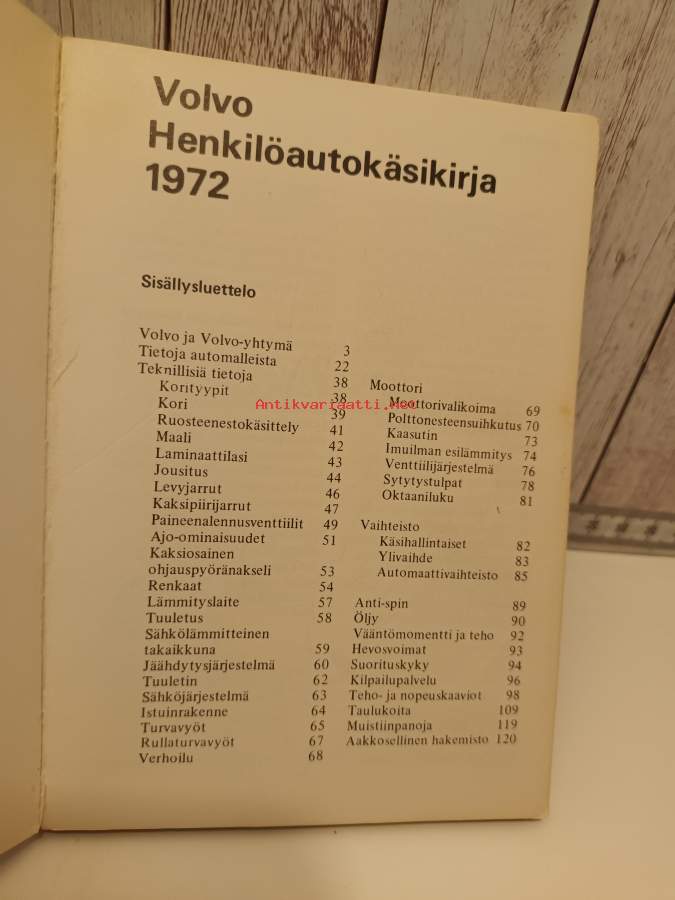 Volvo
Henkilöautokäsikirja
1972
Sisällysluettelo
Volvo ja Volvo-yhtymä 3
Tietoja automalleista 22
Teknillisiä tietoja 38
Korityypit 38
Kori 39
Ruosteenestokäsittely 41
Maali 42
Laminaattilasi 43
Jousitus 44
Levyjarrut 46
Kaksipiirijarrut 47
Paineenalennusventtiilit 49
Ajo-ominaisuudet 51
Kaksiosainen
ohjauspyöränakseli 53
Renkaat 54
Lämmityslaite 57
Tuuletus 58
Sähkölämmitteinen
takaikkuna 59
Jäähdytysjärjestelmä 60
Tuuletin 62
Sähköjärjestelmä 63
Istuinrakenne 64
Turvavyöt 65
Rullaturvavyöt 67
Verhoilu 68
Moottori
Moottorivalikoima 69
Polttonesteensuihkutus 70
Kaasutin 73
Imuilman esilämmitys 74
Venttiilijärjestelmä 76
Sytytystulpat 78
Oktaaniluku 81
Vaihteisto
Käsihallintaiset 82
Ylivaihde 83
Automaattivaihteisto 85
Anti-spin 89
Öljy 90
Vääntömomentti ja teho 92
Hevosvoimat 93
Suorituskyky 94
Kilpailupalvelu 96
Teho- ja nopeuskaaviot 98
Taulukoita 109
Muistiinpanoja 119
Aakkosellinen hakemisto 120
Antikvariaatti.net